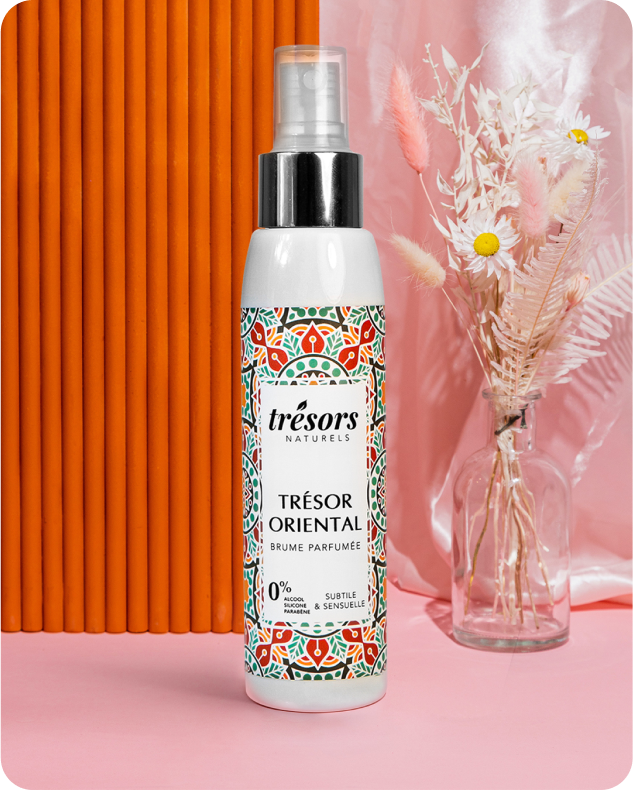 trésors
NATURELS
TRÉSOR
ORIENTAL
BRUME PARFUMÉE
0%
ALCOOL
SILICONE
PARABÈNE
SUBTILE
& SENSUELLE